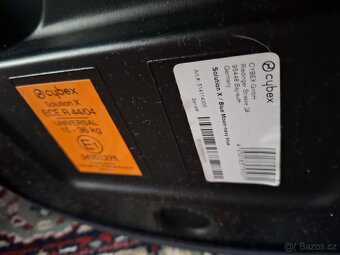 cybex
Solution X
ECE R 44/04
UNIVERSAL
15 - 36 kg
E1
cybex
CYBEX GmbH
Riedinger Strasse 18
95448 Bayreuth
Germany
Solution X / Blue Moon-navy blue
Bazoš.cz